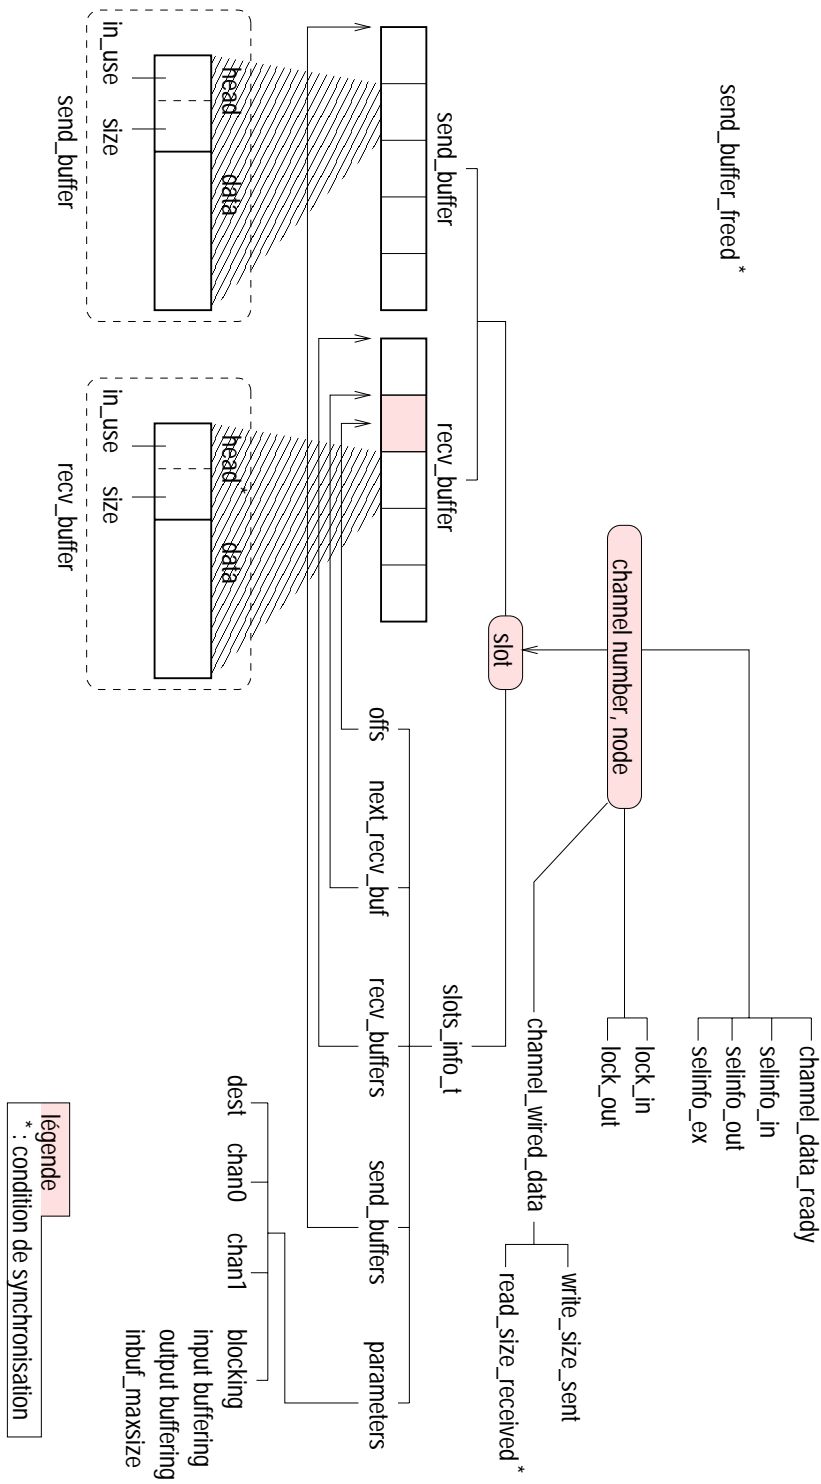 send_buffer_freed *
channel_data_ready
selinfo_in
selinfo_out
selinfo_ex
lock_in
lock_out
channel number, node
write_size_sent
read_size_received *
channel_wired_data
slot
slots_info_t
send_buffer
recv_buffer
offs
next_recv_buf
recv_buffers
send_buffers
parameters
head
data
in_use
size
send_buffer
head *
data
in_use
size
recv_buffer
dest
chan0
chan1
blocking
input buffering
output buffering
inbuf_maxsize
légende
* : condition de synchronisation